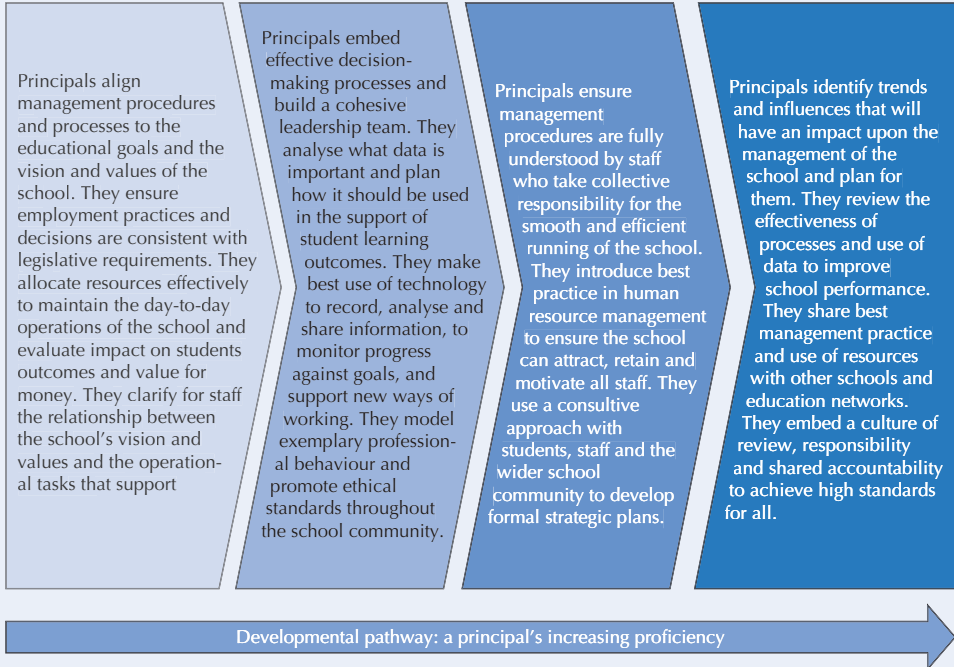 Principals align
management procedures
and processes to the
educational goals and the
vision and values of the
school. They ensure
employment practices and
decisions are consistent with
legislative requirements. They
allocate resources effectively
to maintain the day-to-day
operations of the school and
evaluate impact on students
outcomes and value for
money. They clarify for staff
the relationship between
the school’s vision and
values and the operation-
al tasks that support
Principals embed
effective decision-
making processes and
build a cohesive
leadership team. They
analyse what data is
important and plan
how it should be used
in the support of
student learning
outcomes. They make
best use of technology
to record, analyse and
share information, to
monitor progress
against goals, and
support new ways of
working. They model
exemplary profession-
al behaviour and
promote ethical
standards throughout
the school community.
Principals ensure
management
procedures are fully
understood by staff
who take collective
responsibility for the
smooth and efficient
running of the school.
They introduce best
practice in human
resource management
to ensure the school
can attract, retain and
motivate all staff. They
use a consultive
approach with
students, staff and the
wider school
community to develop
formal strategic plans.
Principals identify trends
and influences that will
have an impact upon the
management of the
school and plan for
them. They review the
effectiveness of
processes and use of
data to improve
school performance.
They share best
management practice
and use of resources
with other schools and
education networks.
They embed a culture of
review, responsibility
and shared accountability
to achieve high standards
for all.
Developmental pathway: a principal’s increasing proficiency